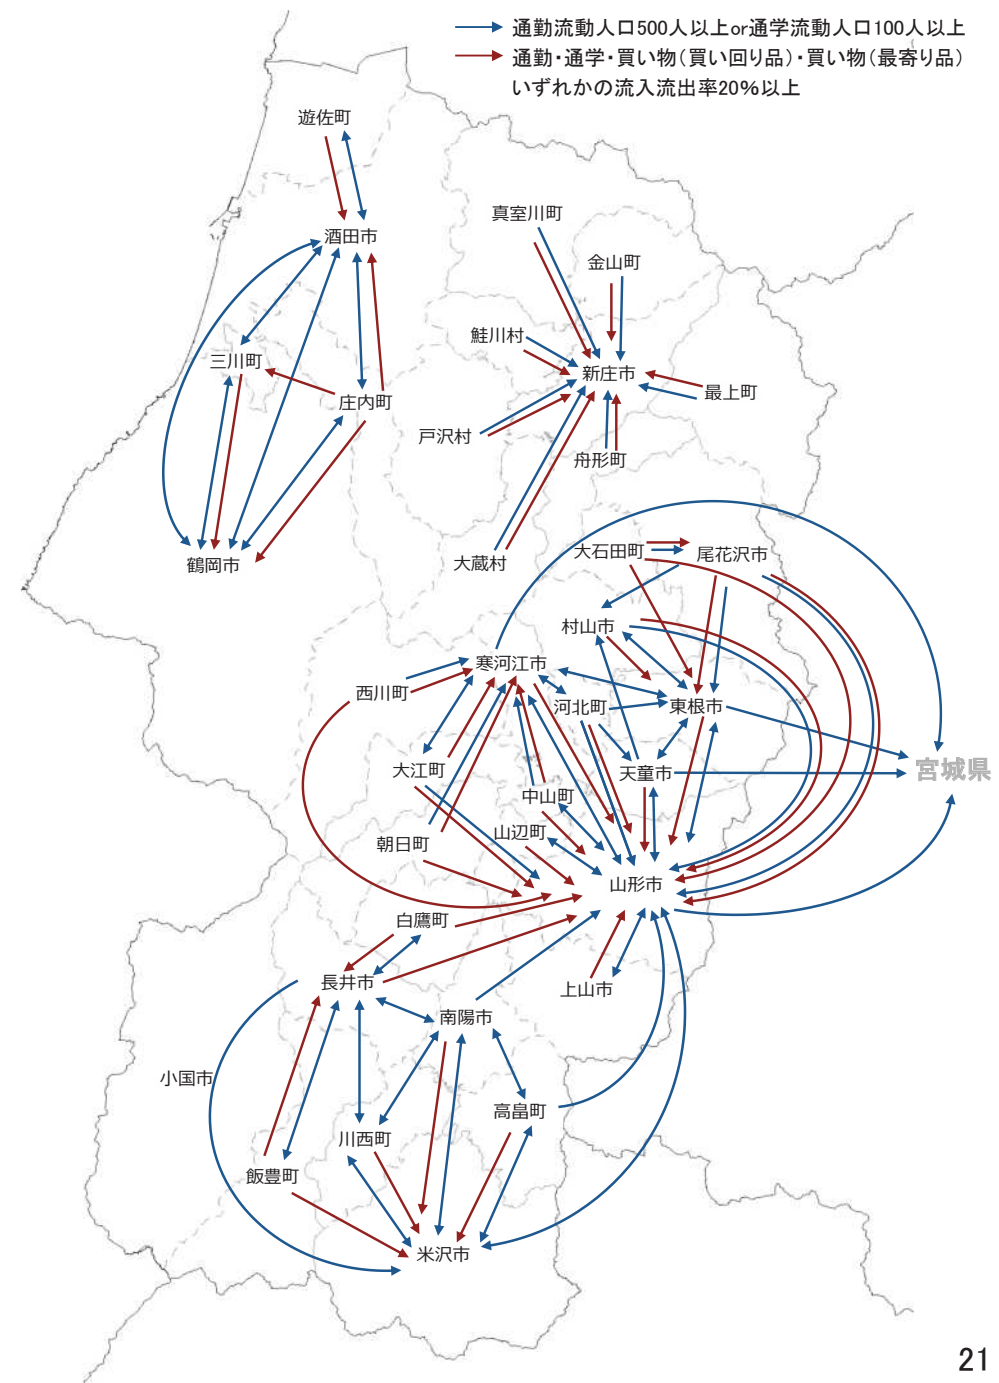 通勤流動人口500人以上or通学流動人口100人以上
通勤・通学・買い物(買い回り品)・買い物(最寄り品)
いずれかの流入流出率20%以上
遊佐町
酒田市
真室川町
金山町
鮭川村
三川町
新庄市
庄内町
最上町
戸沢村
舟形町
鶴岡市
大蔵村
大石田町
尾花沢市
村山市
寒河江市
西川町
河北町
東根市
大江町
天童市
宮城県
中山町
山辺町
朝日町
山形市
白鷹町
長井市
上山市
南陽市
小国市
高畠町
川西町
飯豊町
米沢市
21